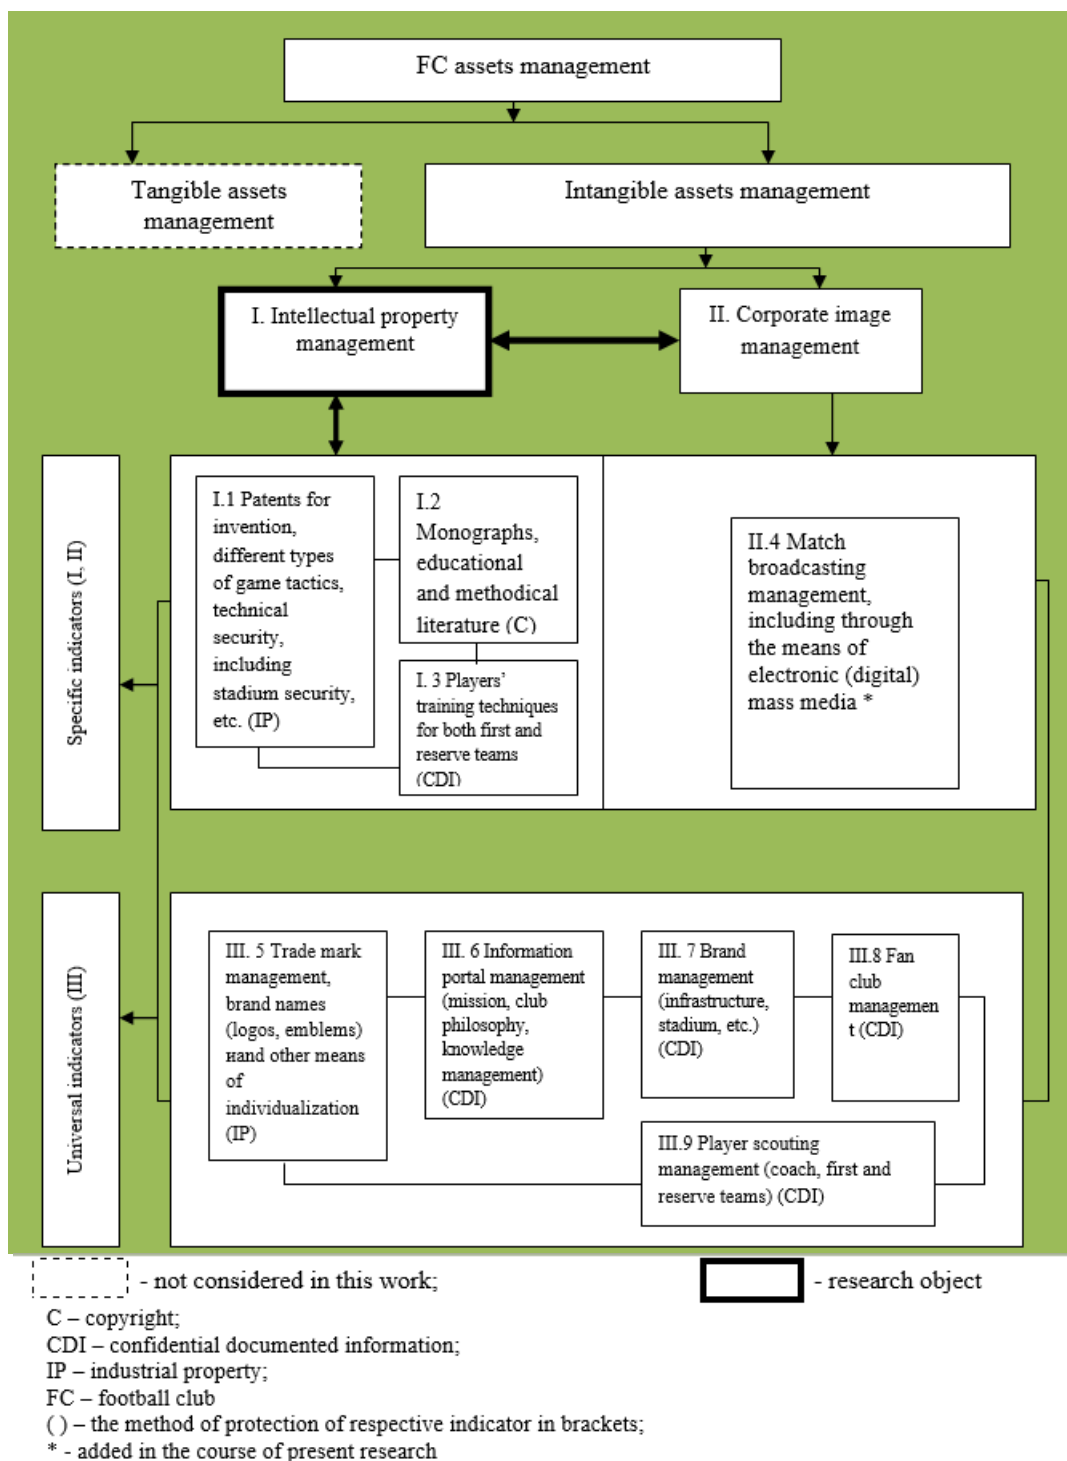 FC assets management
Tangible assets
management
Intangible assets management
I. Intellectual property
management
II. Corporate image
management
Specific indicators (I, II)
I.1 Patents for
invention,
different types
of game tactics,
technical
security,
including
stadium security,
etc. (IP)
I.2
Monographs,
educational
and methodical
literature (C)
I. 3 Players’
training techniques
for both first and
reserve teams
(CDI)
II.4 Match
broadcasting
management,
including through
the means of
electronic (digital)
mass media *
Universal indicators (III)
III. 5 Trade mark
management,
brand names
(logos, emblems)
иand other means
of
individualization
(IP)
III. 6 Information
portal management
(mission, club
philosophy,
knowledge
management)
(CDI)
III. 7 Brand
management
(infrastructure,
stadium, etc.)
(CDI)
III.8 Fan
club
managemen
t (CDI)
III.9 Player scouting
management (coach, first and
reserve teams) (CDI)
- not considered in this work;
- research object
C – copyright;
CDI – confidential documented information;
IP – industrial property;
FC – football club
( ) – the method of protection of respective indicator in brackets;
* - added in the course of present research